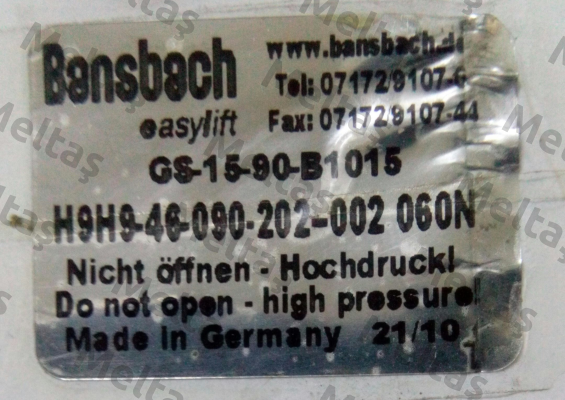 Bansbach
easylift
www.bansbach.de
Tel: 07172/9107-0
Fax: 07172/9107-44
GS-15-90-B1015
H9H9-46-090-202-002 060N
Nicht öffnen - Hochdruck!
Do not open - high pressure!
Made in Germany 21/10
Meltaş